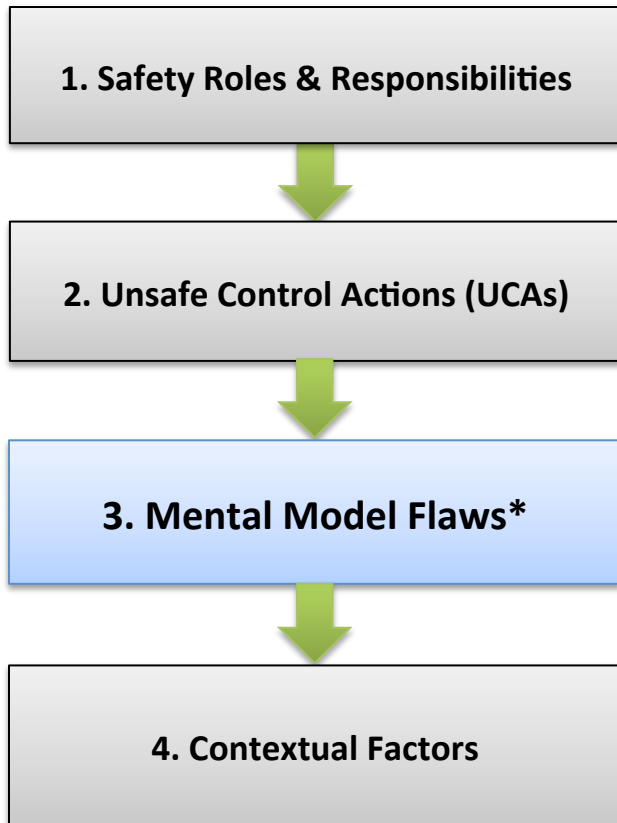 1. Safety Roles & Responsibilities
2. Unsafe Control Actions (UCAs)
3. Mental Model Flaws*
4. Contextual Factors